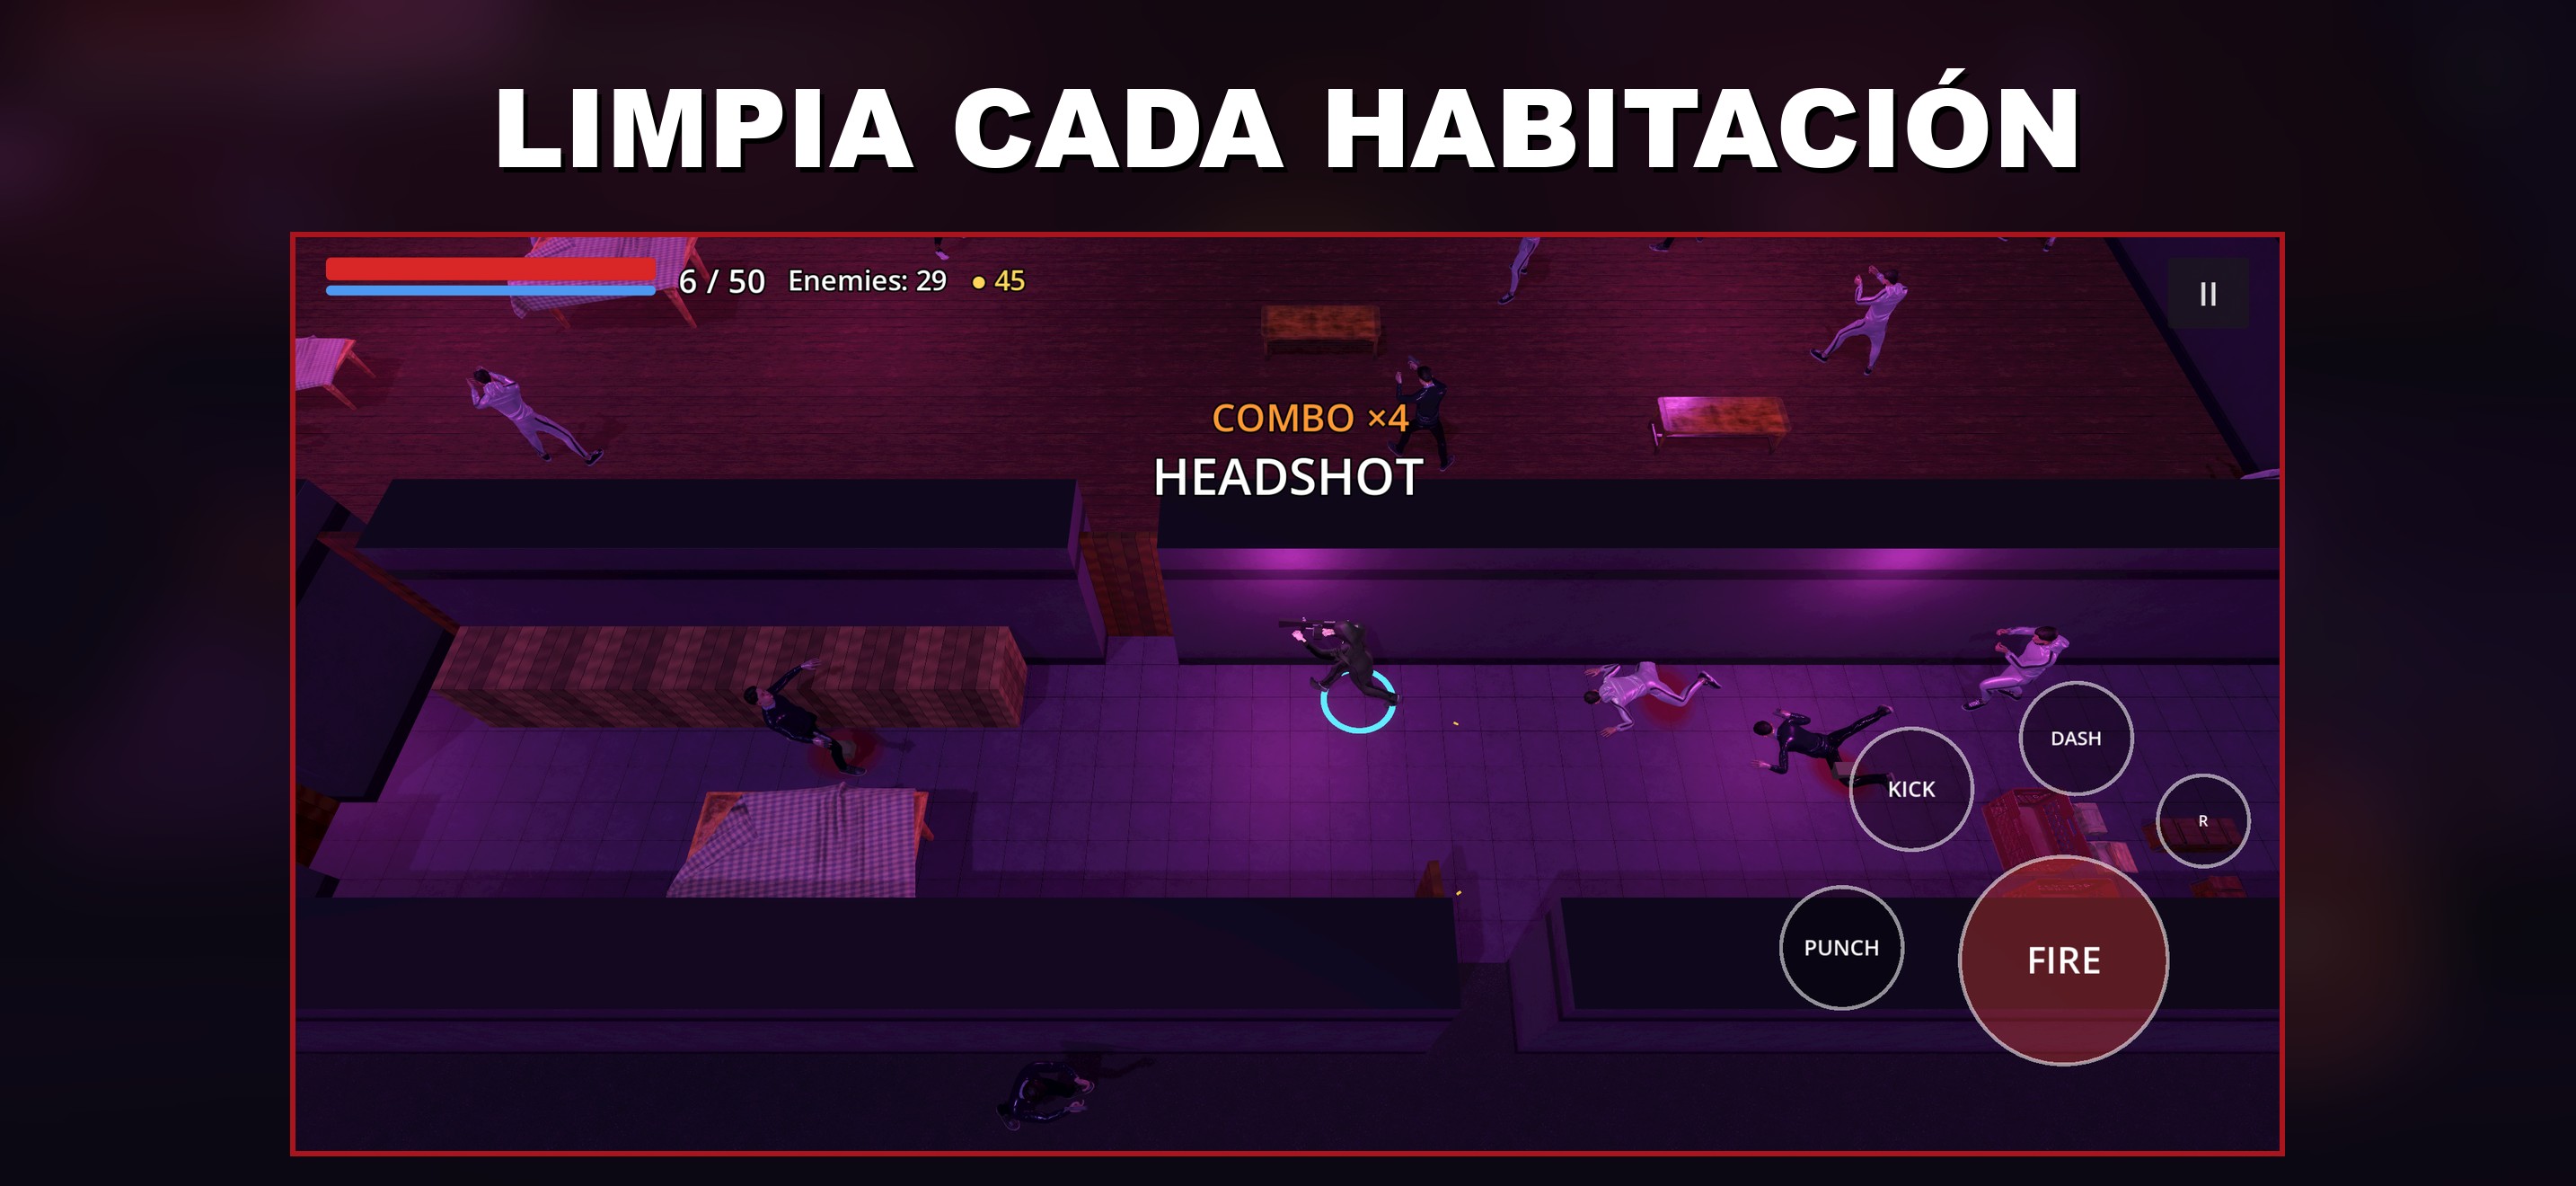 LIMPIA CADA HABITACIÓN
6 / 50 Enemies: 29 45
COMBO ×4
HEADSHOT
DASH
KICK
R
PUNCH
FIRE